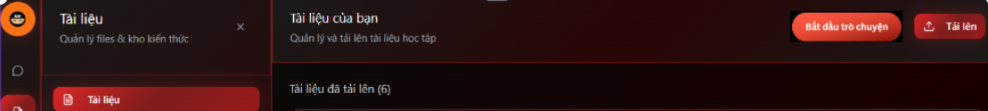 Tài liệu
Quản lý files & kho kiến thức
Tài liệu
Tài liệu của bạn
Quản lý và tải lên tài liệu học tập
Bắt đầu trò chuyện
Tải lên
Tài liệu đã tải lên (6)